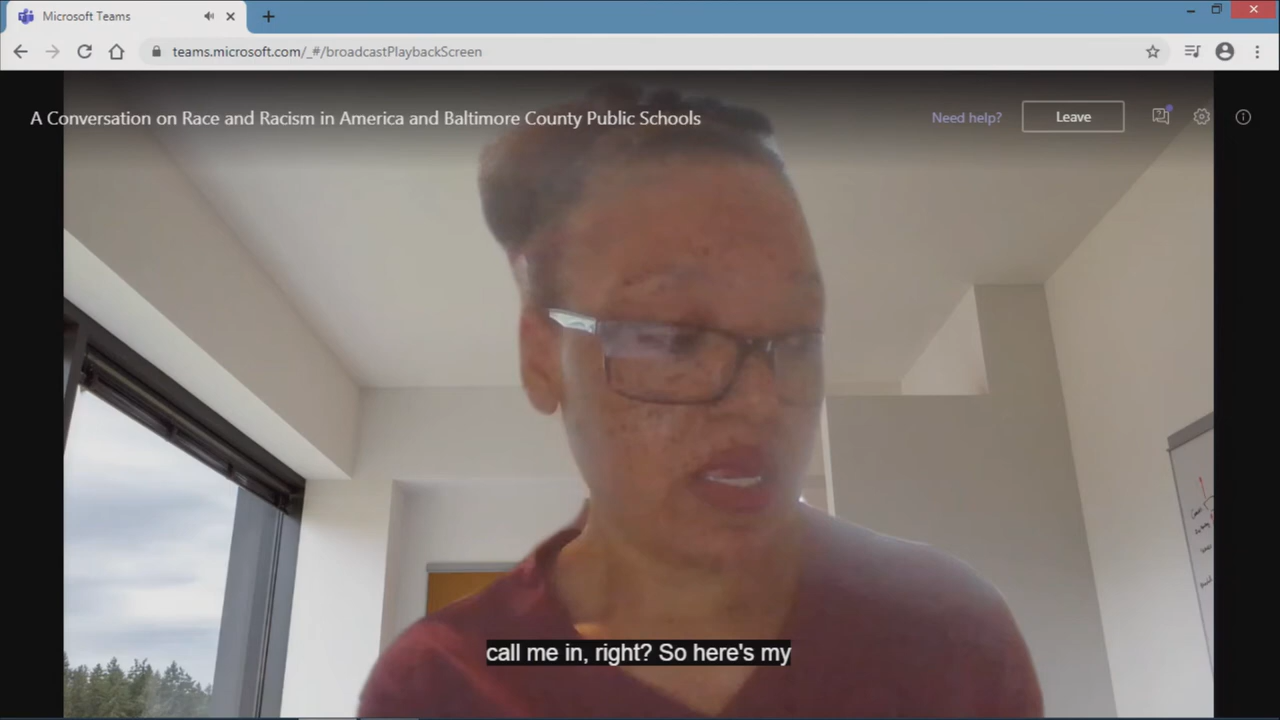 Microsoft Teams
teams.microsoft.com/_#/broadcastPlaybackScreen
A Conversation on Race and Racism in America and Baltimore County Public Schools
Need help?
Leave
call me in, right? So here's my